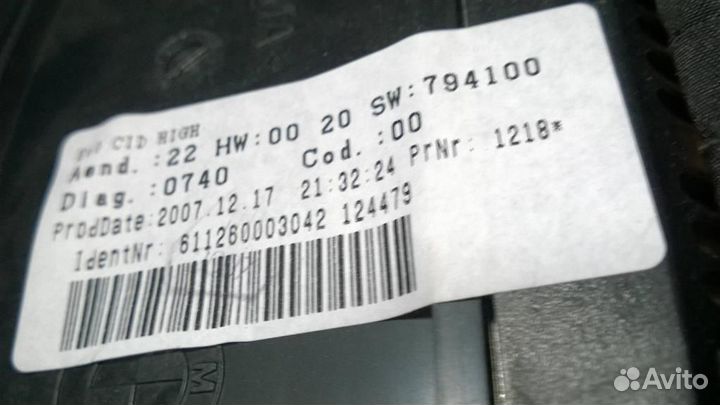 CID HIGH
Aend. :22 HW:00 20 SW:794100
Diag. :0740 Cod. :00
ProdDate:2007.12.17 21:32:24 PrNr: 1218*
IdentNr: 611260003042 124479
M
Avito